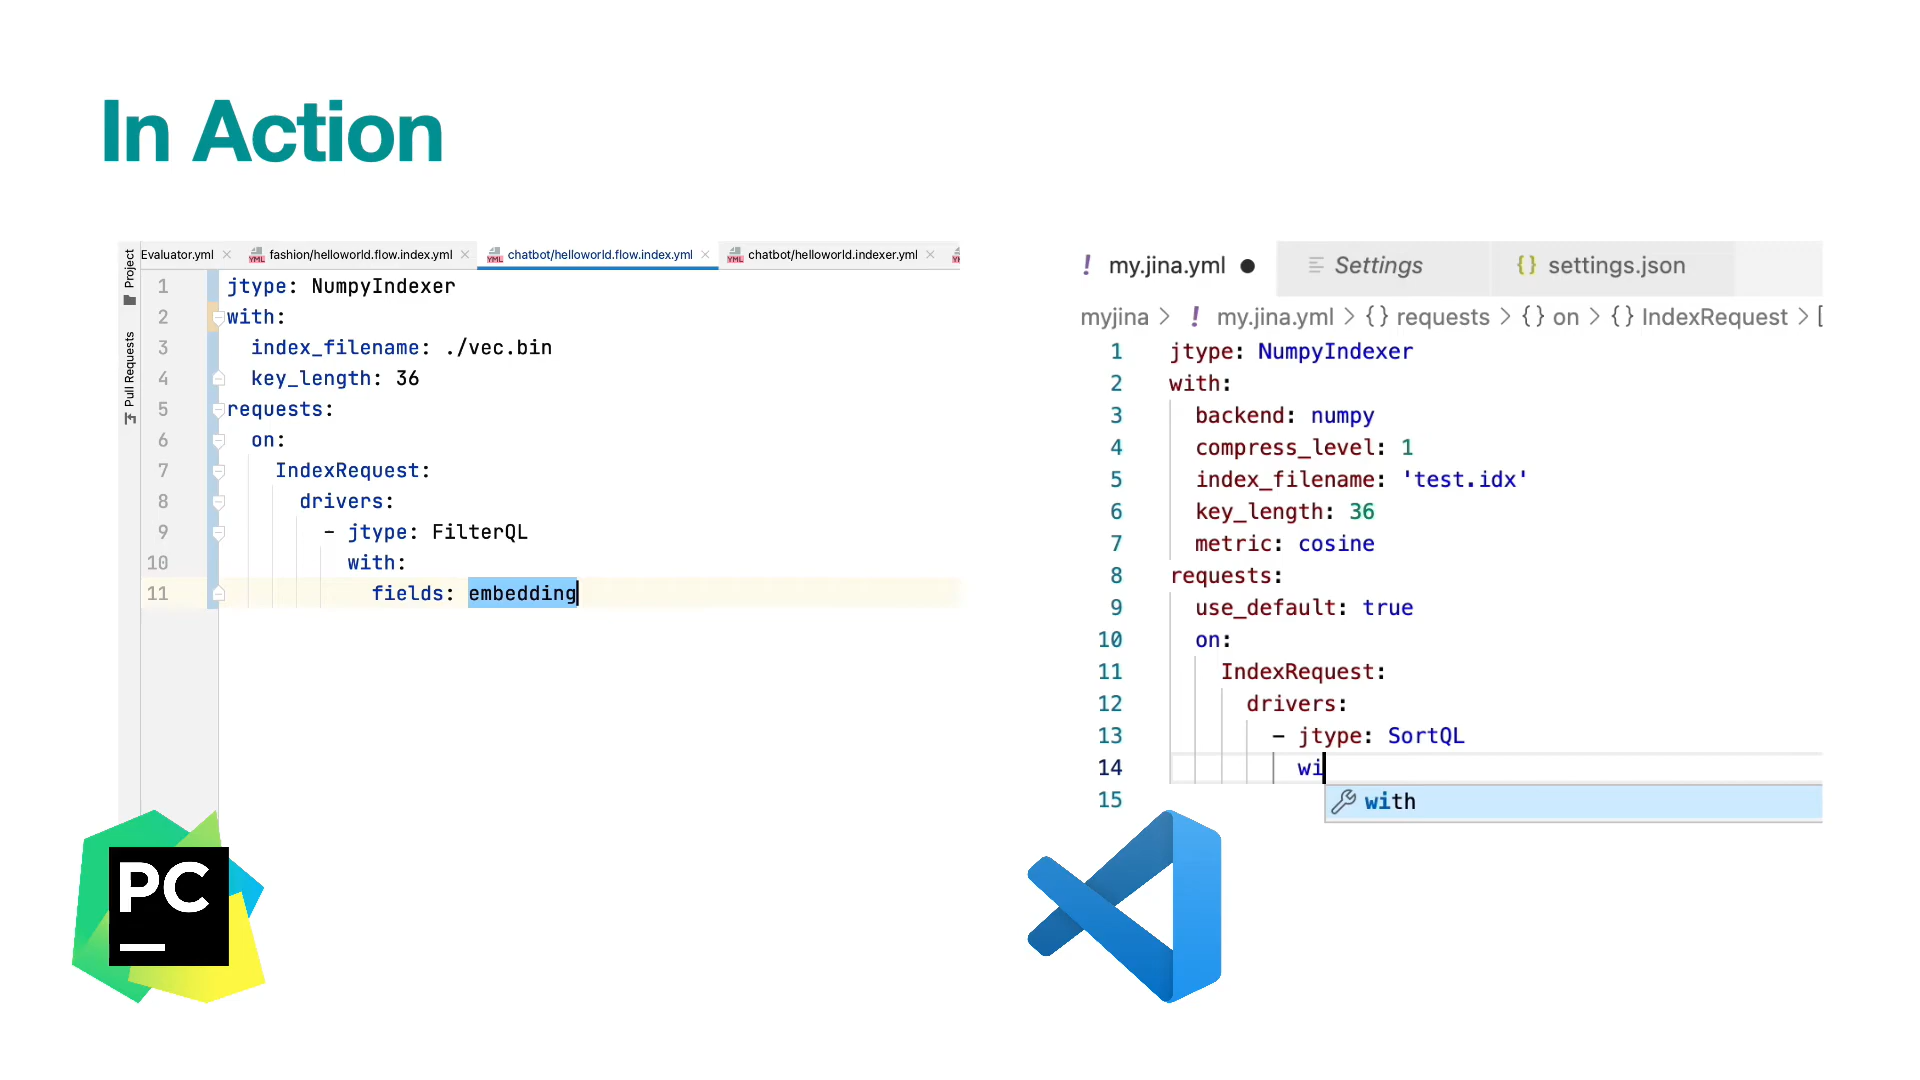 In Action
Project
Pull Requests
Evaluator.yml fashion/helloworld.flow.index.yml chatbot/helloworld.flow.index.yml chatbot/helloworld.indexer.yml
1 jtype: NumpyIndexer
2 with:
3 index_filename: ./vec.bin
4 key_length: 36
5 requests:
6 on:
7 IndexRequest:
8 drivers:
9 - jtype: FilterQL
10 with:
11 fields: embedding
PC
! my.jina.yml ● Settings {} settings.json
myjina > ! my.jina.yml > {} requests > {} on > {} IndexRequest > [
1 jtype: NumpyIndexer
2 with:
3 backend: numpy
4 compress_level: 1
5 index_filename: 'test.idx'
6 key_length: 36
7 metric: cosine
8 requests:
9 use_default: true
10 on:
11 IndexRequest:
12 drivers:
13 - jtype: SortQL
14 wi
15 with